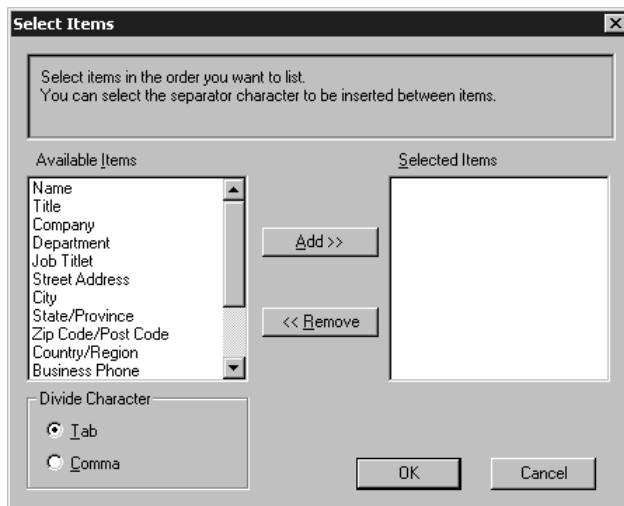 Select Items
Select items in the order you want to list.
You can select the separator character to be inserted between items.
Available Items
Selected Items
Name
Title
Company
Department
Job Titlet
Street Address
City
State/Province
Zip Code/Post Code
Country/Region
Business Phone
Add >>
<< Remove
Divide Character
Tab
Comma
OK
Cancel